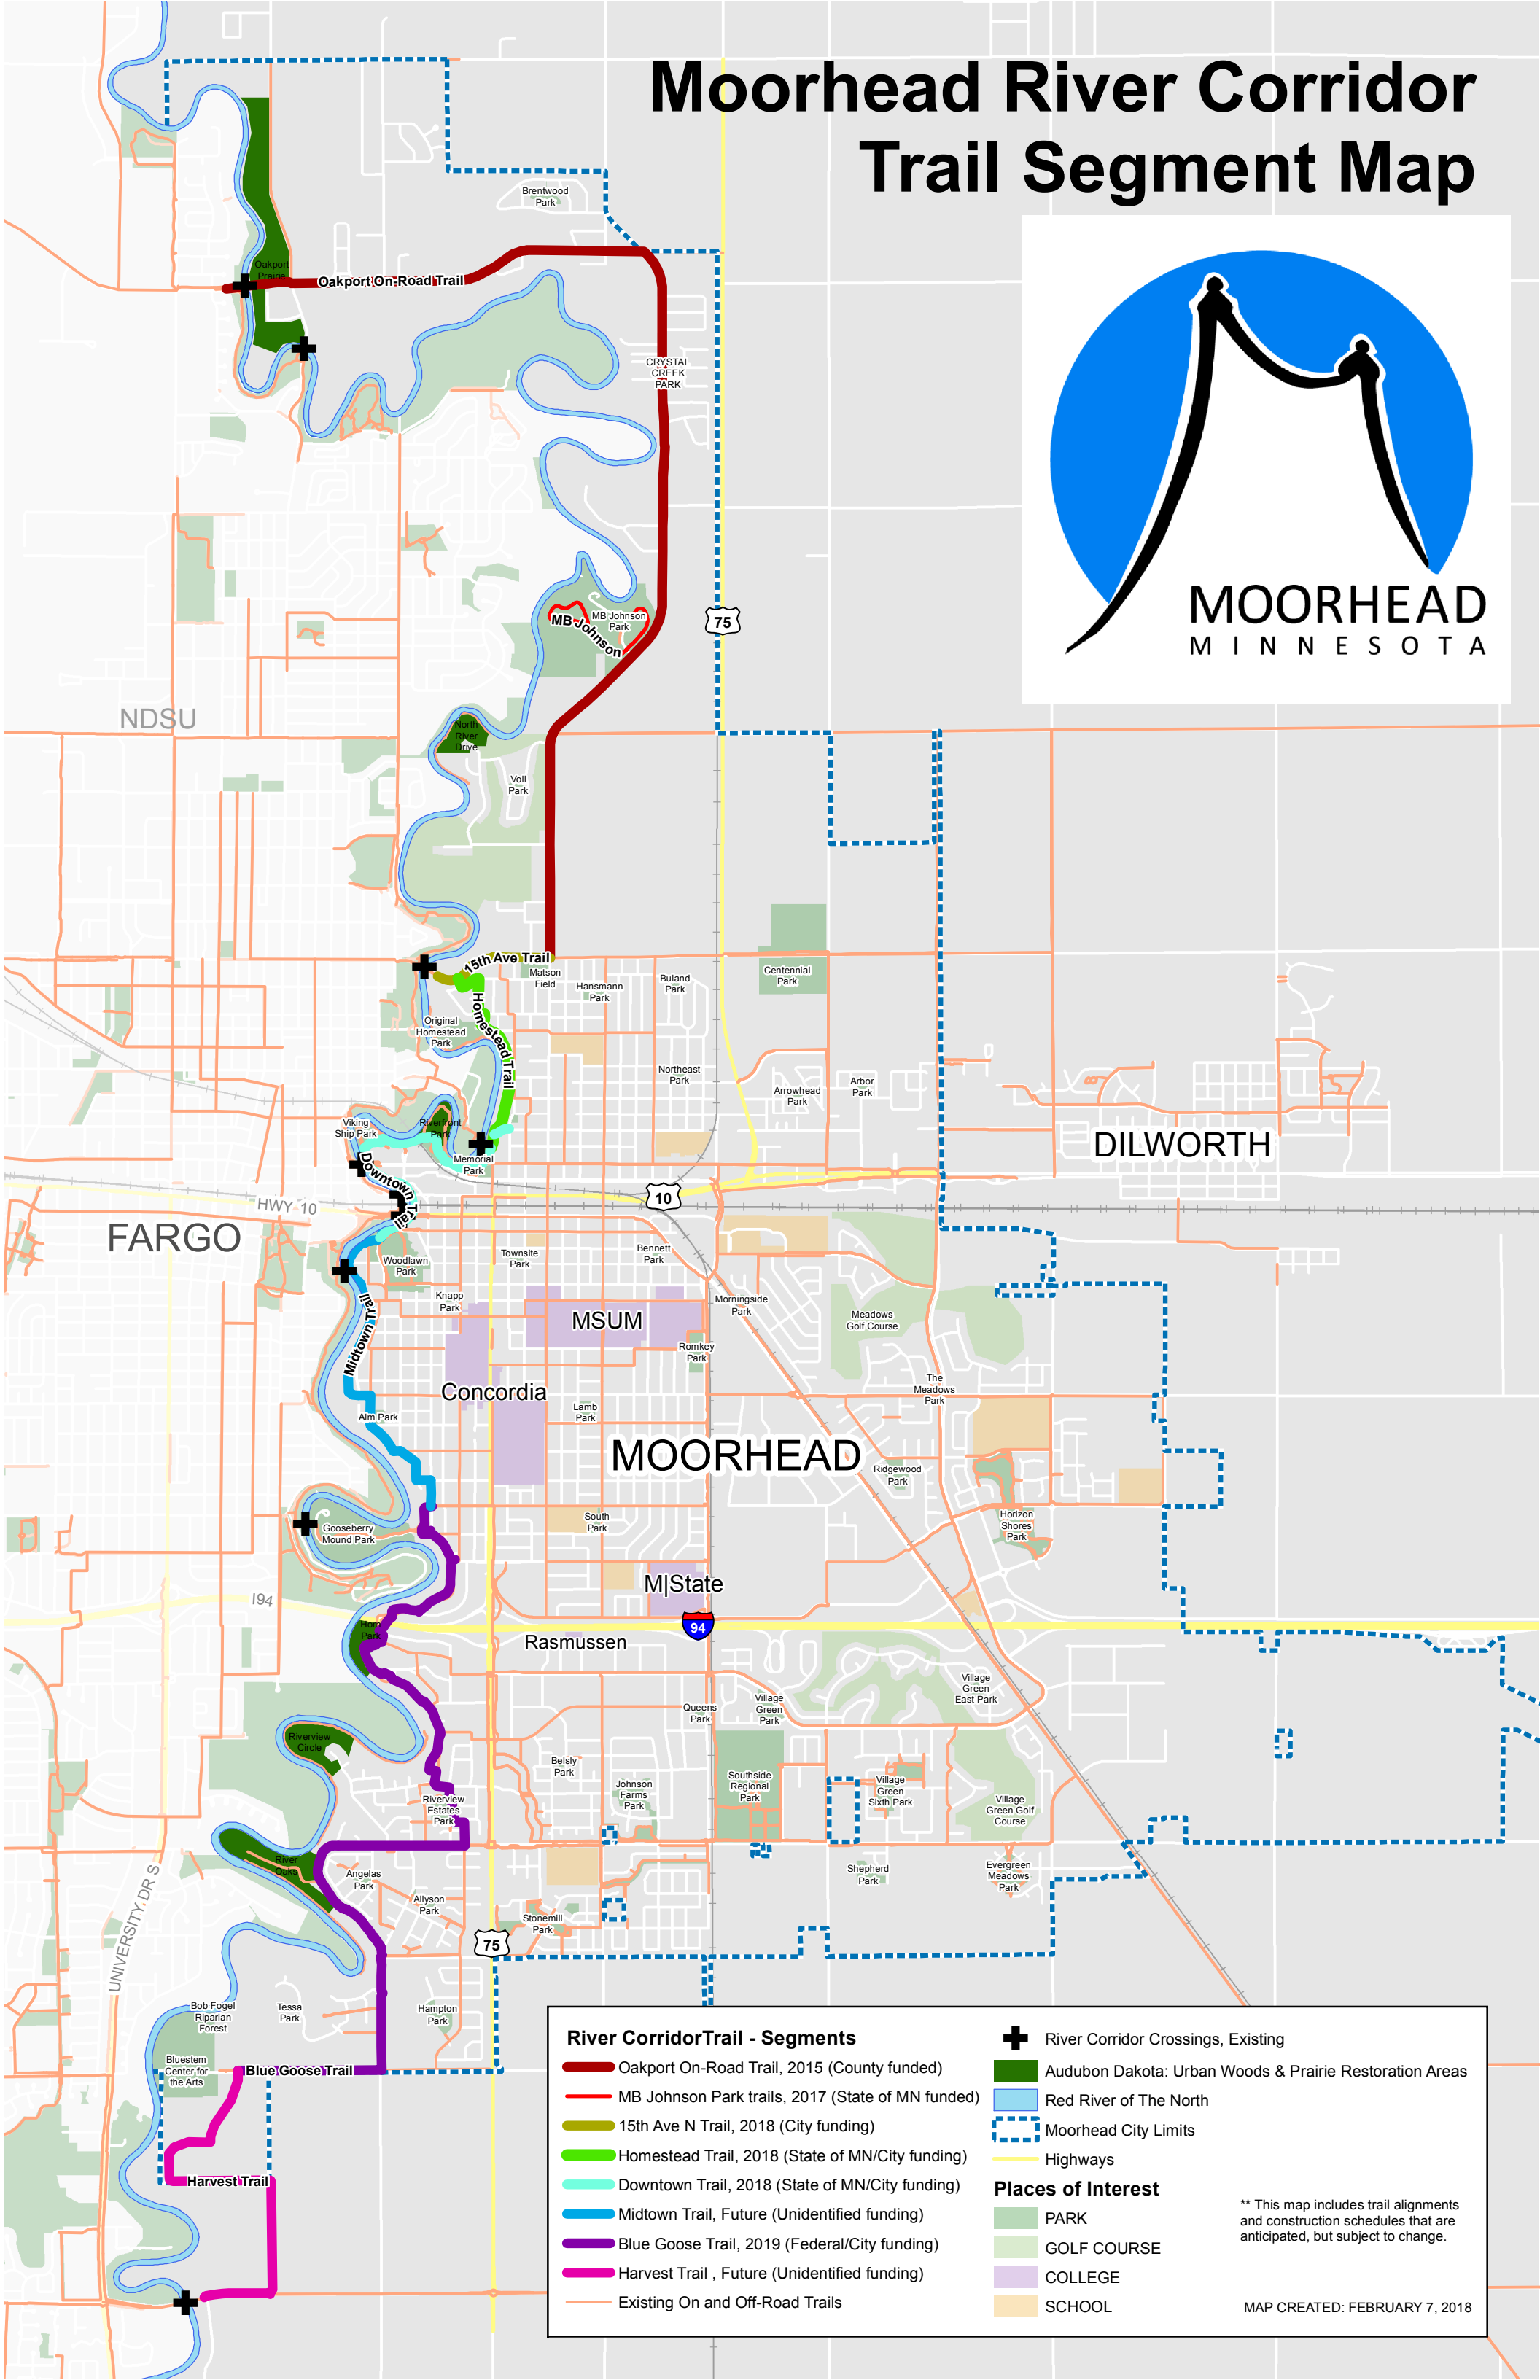 Moorhead River Corridor
Trail Segment Map
MOORHEAD
MINNESOTA
Brentwood
Park
Oakport
Prairie
Oakport On-Road Trail
CRYSTAL
CREEK
PARK
MB Johnson
MB Johnson
Park
75
NDSU
North
River
Drive
Voll
Park
15th Ave Trail
Matson
Field
Hansmann
Park
Buland
Park
Centennial
Park
Original
Homestead
Park
Homestead Trail
Northeast
Park
Arrowhead
Park
Arbor
Park
Viking
Ship Park
Riverfront
Park
Memorial
Park
DILWORTH
Downtown Trail
HWY 10
10
FARGO
Woodlawn
Park
Townsite
Park
Bennett
Park
Knapp
Park
Morningside
Park
Meadows
Golf Course
MSUM
Midtown Trail
Romkey
Park
The
Meadows
Park
Concordia
Alm Park
Lamb
Park
MOORHEAD
Ridgewood
Park
Gooseberry
Mound Park
South
Park
Horizon
Shores
Park
M|State
I94
94
Horn
Park
Rasmussen
Village
Green
East Park
Queens
Park
Village
Green
Park
Riverview
Circle
Belsly
Park
Johnson
Farms
Park
Southside
Regional
Park
Village
Green
Sixth Park
Village
Green Golf
Course
Riverview
Estates
Park
River
Oaks
Angelas
Park
Allyson
Park
Shepherd
Park
Evergreen
Meadows
Park
Stonemill
Park
75
UNIVERSITY DR S
Bob Fogel
Riparian
Forest
Tessa
Park
Hampton
Park
Bluestem
Center for
the Arts
Blue Goose Trail
Harvest Trail
River CorridorTrail - Segments
Oakport On-Road Trail, 2015 (County funded)
MB Johnson Park trails, 2017 (State of MN funded)
15th Ave N Trail, 2018 (City funding)
Homestead Trail, 2018 (State of MN/City funding)
Downtown Trail, 2018 (State of MN/City funding)
Midtown Trail, Future (Unidentified funding)
Blue Goose Trail, 2019 (Federal/City funding)
Harvest Trail , Future (Unidentified funding)
Existing On and Off-Road Trails
River Corridor Crossings, Existing
Audubon Dakota: Urban Woods & Prairie Restoration Areas
Red River of The North
Moorhead City Limits
Highways
Places of Interest
PARK
GOLF COURSE
COLLEGE
SCHOOL
** This map includes trail alignments
and construction schedules that are
anticipated, but subject to change.
MAP CREATED: FEBRUARY 7, 2018